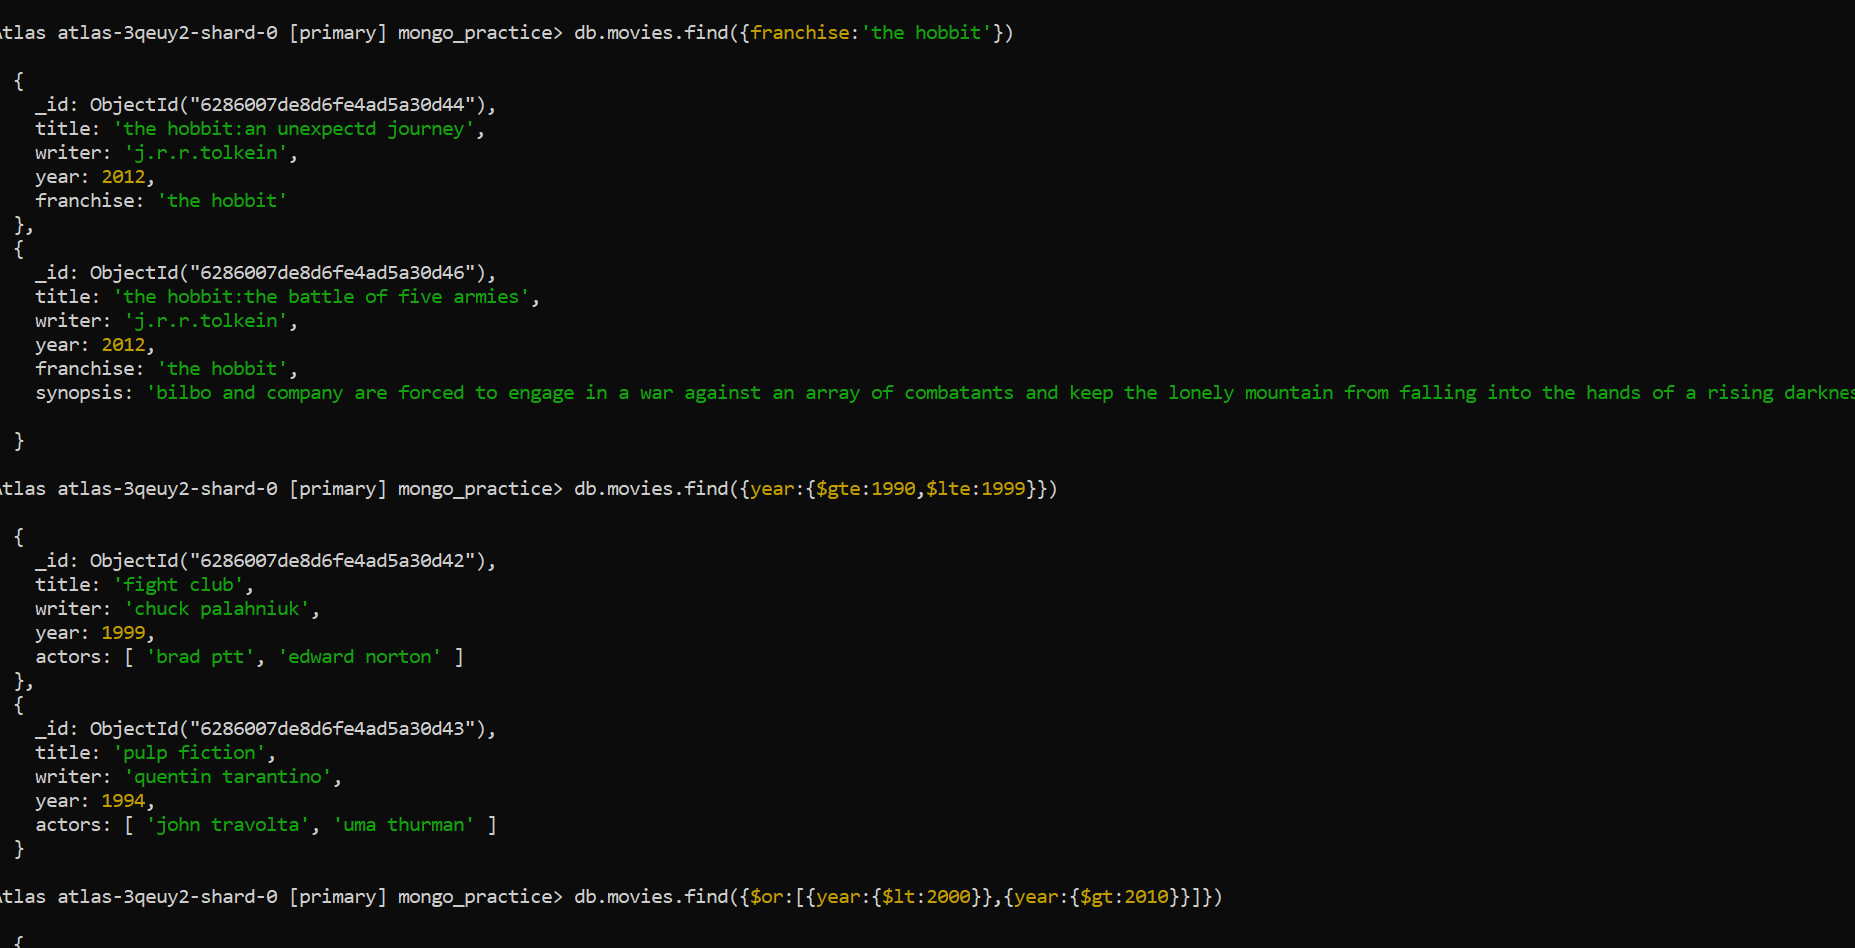 tlas atlas-3qeuy2-shard-0 [primary] mongo_practice> db.movies.find({franchise:'the hobbit'})
{
_id: ObjectId("6286007de8d6fe4ad5a30d44"),
title: 'the hobbit:an unexpectd journey',
writer: 'j.r.r.tolkein',
year: 2012,
franchise: 'the hobbit'
},
{
_id: ObjectId("6286007de8d6fe4ad5a30d46"),
title: 'the hobbit:the battle of five armies',
writer: 'j.r.r.tolkein',
year: 2012,
franchise: 'the hobbit',
synopsis: 'bilbo and company are forced to engage in a war against an array of combatants and keep the lonely mountain from falling into the hands of a rising darknes
}
tlas atlas-3qeuy2-shard-0 [primary] mongo_practice> db.movies.find({year:{$gte:1990,$lte:1999}})
{
_id: ObjectId("6286007de8d6fe4ad5a30d42"),
title: 'fight club',
writer: 'chuck palahniuk',
year: 1999,
actors: [ 'brad ptt', 'edward norton' ]
},
{
_id: ObjectId("6286007de8d6fe4ad5a30d43"),
title: 'pulp fiction',
writer: 'quentin tarantino',
year: 1994,
actors: [ 'john travolta', 'uma thurman' ]
}
tlas atlas-3qeuy2-shard-0 [primary] mongo_practice> db.movies.find({$or:[{year:{$lt:2000}},{year:{$gt:2010}}]})
{